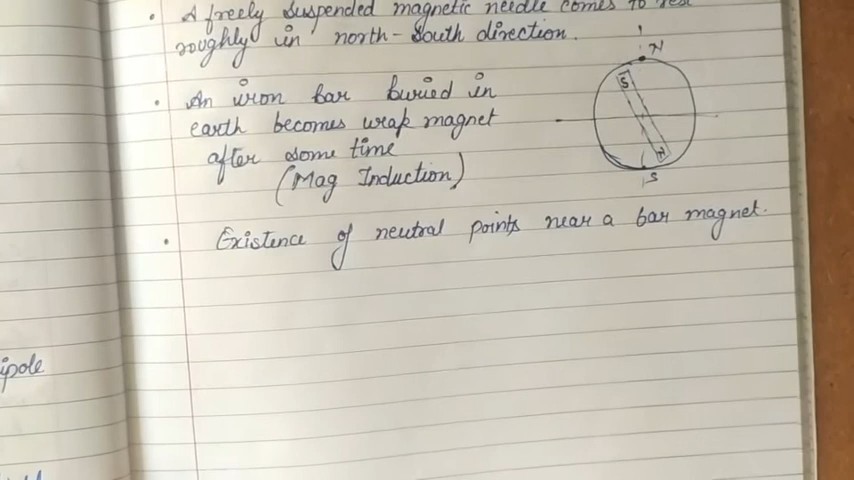 • A freely suspended magnetic needle comes to rest
roughly in north-south direction.
• An iron bar buried in
earth becomes weak magnet
after some time
(Mag Induction)
N
S
N
S
• Existence of neutral points near a bar magnet.
ipole